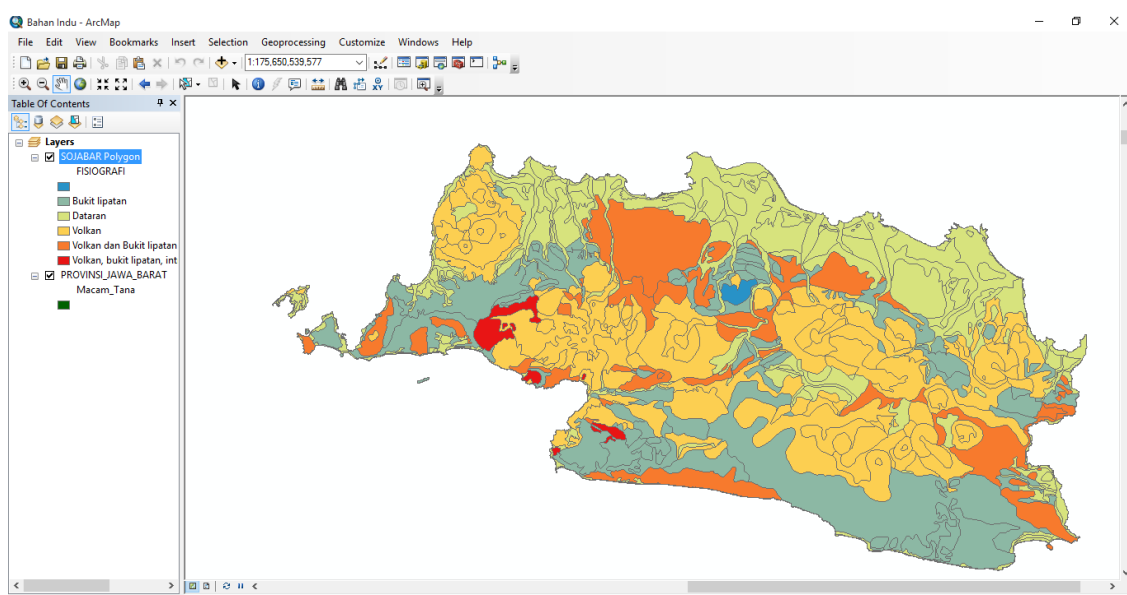 Bahan Indu - ArcMap
File Edit View Bookmarks Insert Selection Geoprocessing Customize Windows Help
1:175,650,539,577
Table Of Contents
Layers
SOJABAR Polygon
FISIOGRAFI
Bukit lipatan
Dataran
Volkan
Volkan dan Bukit lipatan
Volkan, bukit lipatan, int
PROVINSI_JAWA_BARAT
Macam_Tana